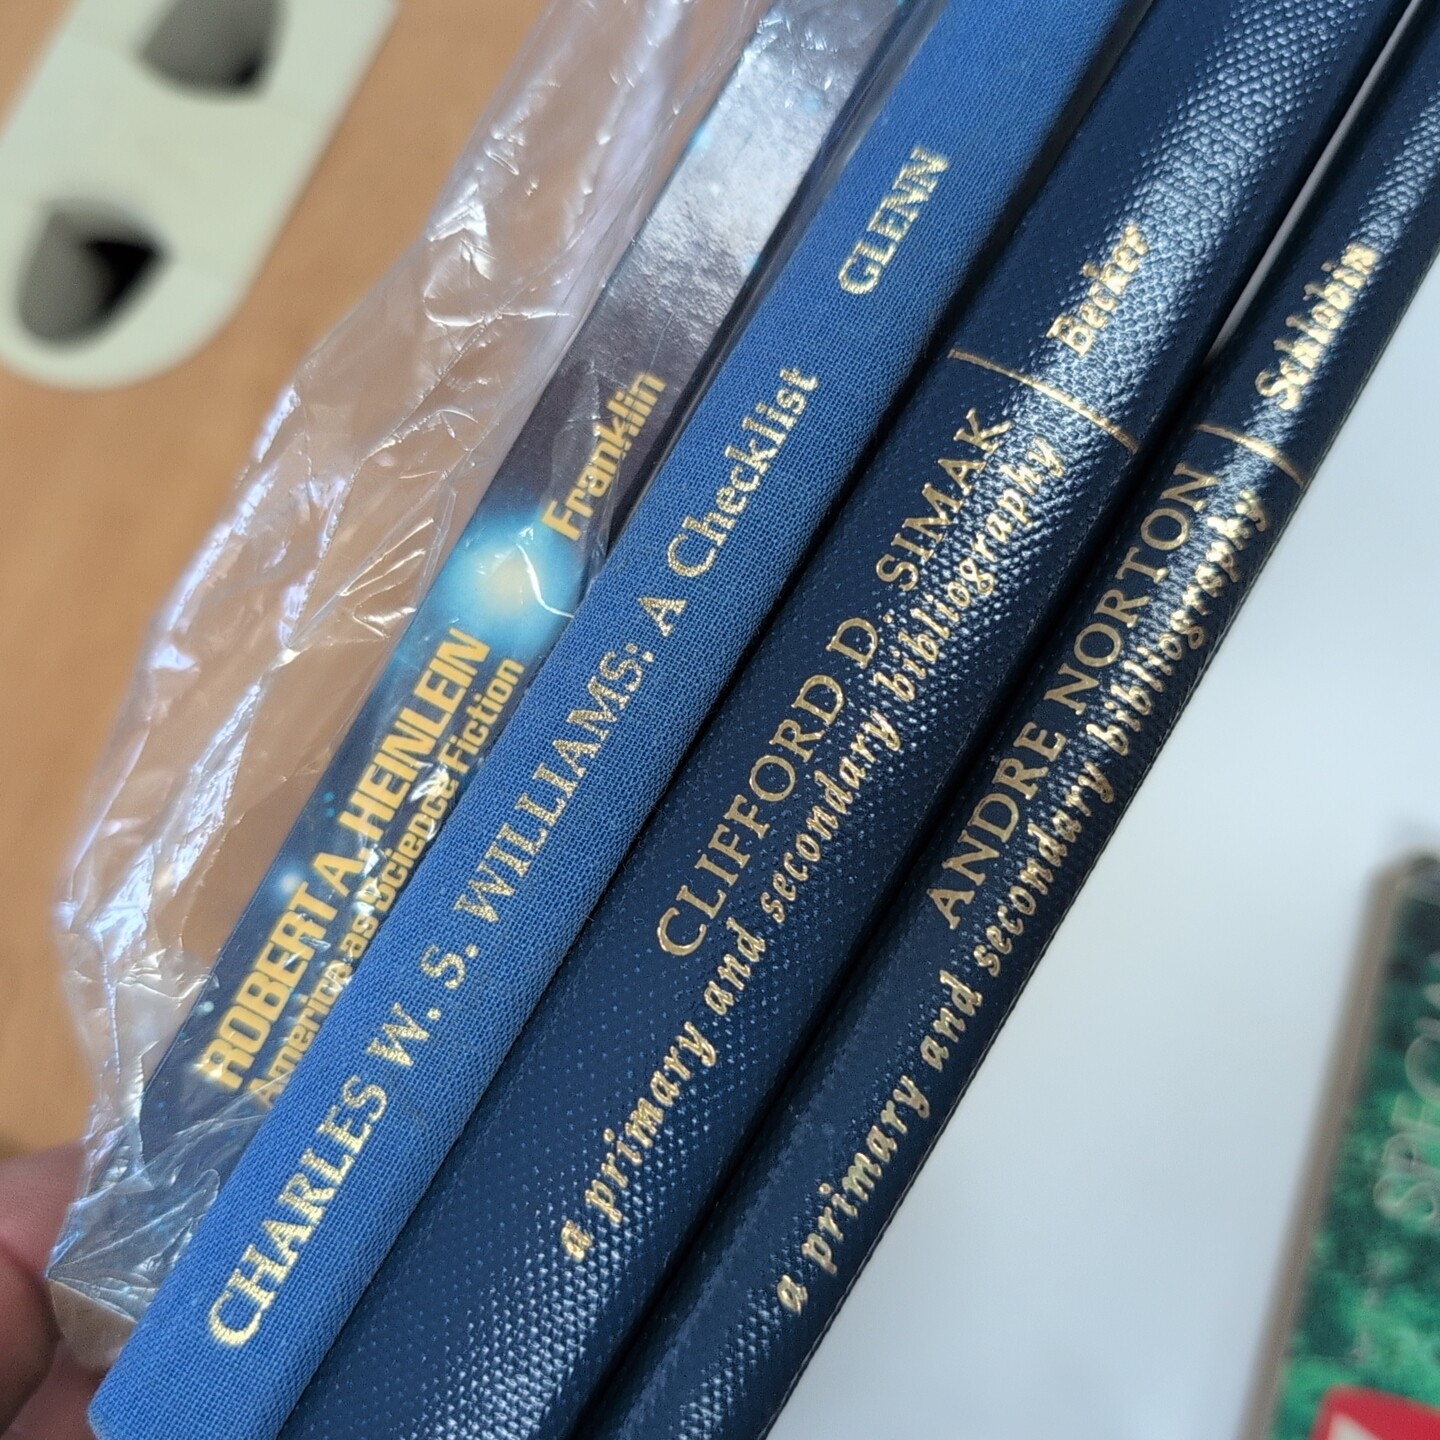 ROBERT A. HEINLEIN
America as Science Fiction
Franklin
CHARLES W. S. WILLIAMS: A Checklist
GLENN
CLIFFORD D. SIMAK
a primary and secondary bibliography
Becker
ANDRE NORTON
a primary and secondary bibliography
Schlobin